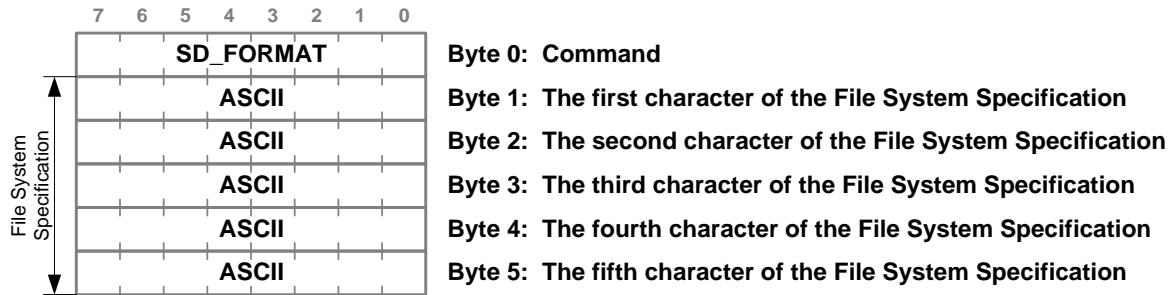 7 6 5 4 3 2 1 0
SD_FORMAT Byte 0: Command
ASCII Byte 1: The first character of the File System Specification
ASCII Byte 2: The second character of the File System Specification
ASCII Byte 3: The third character of the File System Specification
ASCII Byte 4: The fourth character of the File System Specification
ASCII Byte 5: The fifth character of the File System Specification
File System
Specification